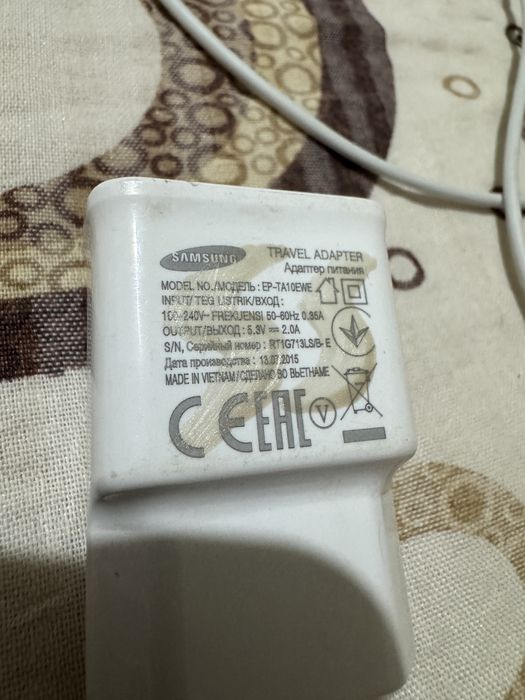 SAMSUNG
TRAVEL ADAPTER
Адаптер питания
MODEL NO./МОДЕЛЬ : EP-TA10EWE
INPUT/ TEG LISTRIK/ВХОД :
100-240V~ FREKUENSI 50-60Hz 0.35A
OUTPUT/ВЫХОД : 5.3V ⎓ 2.0A
S/N, Серийный номер : RT1G713LS/B- E
Дата производства : 13.03.2015
MADE IN VIETNAM / СДЕЛАНО ВО ВЬЕТНАМЕ
CE EAC V